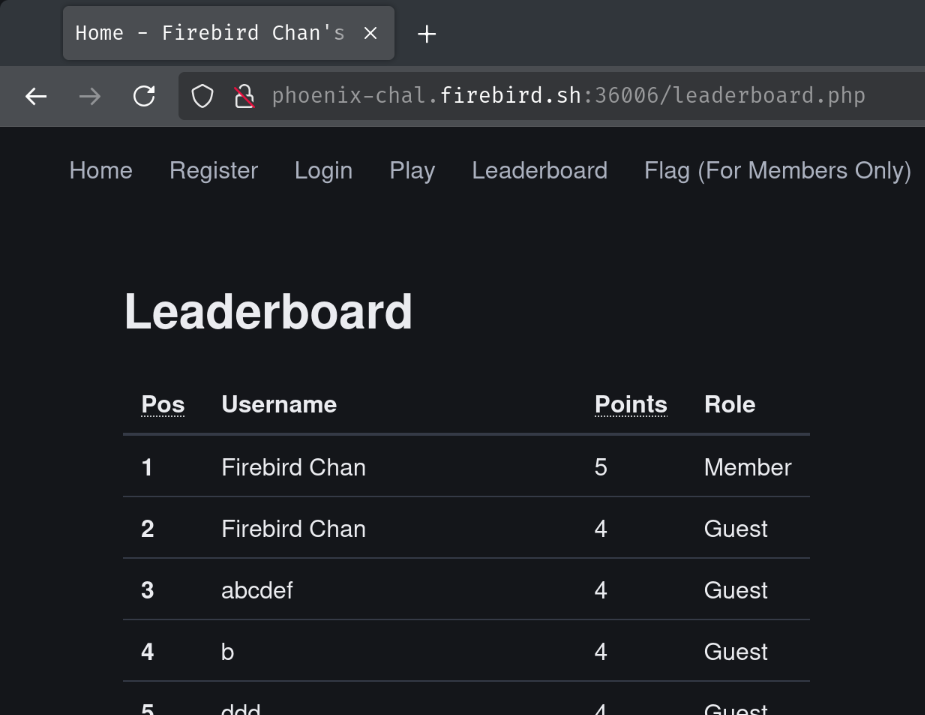 Home - Firebird Chan's
phoenix-chal.firebird.sh:36006/leaderboard.php
Home Register Login Play Leaderboard Flag (For Members Only)
Leaderboard
Pos Username Points Role
1 Firebird Chan 5 Member
2 Firebird Chan 4 Guest
3 abcdef 4 Guest
4 b 4 Guest
5 ddd 4 Guest